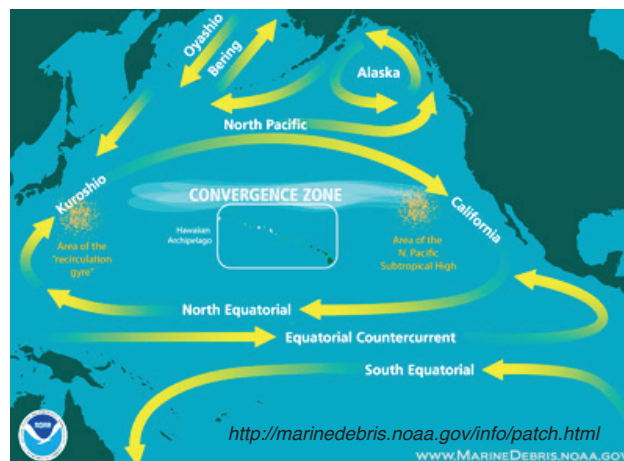 Oyashio
Bering
Alaska
North Pacific
Kuroshio
CONVERGENCE ZONE
California
Hawaiian
Archipelago
Area of the
"recirculation
gyre"
Area of the
N. Pacific
Subtropical High
North Equatorial
Equatorial Countercurrent
South Equatorial
NOAA
http://marinedebris.noaa.gov/info/patch.html
WWW.MARINEDEBRIS.NOAA.GOV